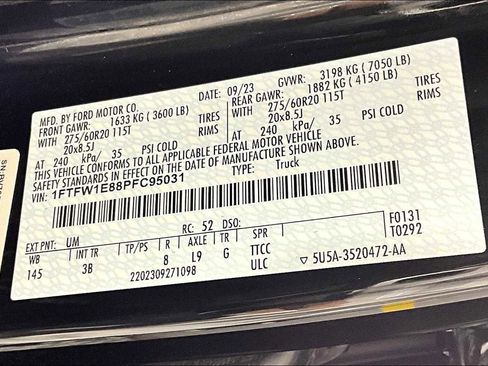 MFD. BY FORD MOTOR CO.
DATE: 09/23 GVWR: 3198 KG ( 7050 LB)
FRONT GAWR: 1633 KG ( 3600 LB)
REAR GAWR: 1882 KG ( 4150 LB)
WITH 275/60R20 115T TIRES
WITH 275/60R20 115T TIRES
20x8.5J RIMS
20x8.5J RIMS
AT 240 kPa/ 35 PSI COLD
AT 240 kPa/ 35 PSI COLD
THIS VEHICLE CONFORMS TO ALL APPLICABLE FEDERAL MOTOR VEHICLE
SAFETY STANDARDS IN EFFECT ON THE DATE OF MANUFACTURE SHOWN ABOVE.
VIN: 1FTFW1E88PFC95031 TYPE: Truck
F0131
T0292
EXT PNT: UM RC: 52 DSO:
WB INT TR TP/PS R AXLE TR SPR
145 3B 8 L9 G TTCC
2202309271098 ULC ▽ 5U5A-3520472-AA